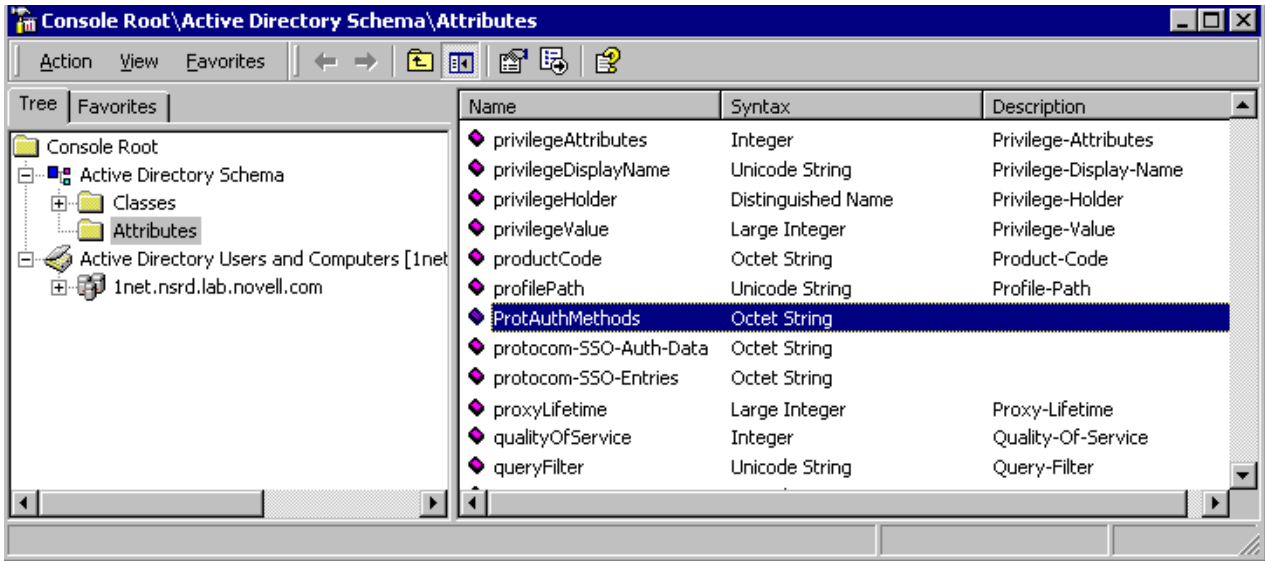 Console Root\Active Directory Schema\Attributes
Action View Favorites
Tree Favorites
Console Root
Active Directory Schema
Classes
Attributes
Active Directory Users and Computers [1net
1net.nsrd.lab.novell.com
Name Syntax Description
privilegeAttributes Integer Privilege-Attributes
privilegeDisplayName Unicode String Privilege-Display-Name
privilegeHolder Distinguished Name Privilege-Holder
privilegeValue Large Integer Privilege-Value
productCode Octet String Product-Code
profilePath Unicode String Profile-Path
ProtAuthMethods Octet String
protocom-SSO-Auth-Data Octet String
protocom-SSO-Entries Octet String
proxyLifetime Large Integer Proxy-Lifetime
qualityOfService Integer Quality-Of-Service
queryFilter Unicode String Query-Filter